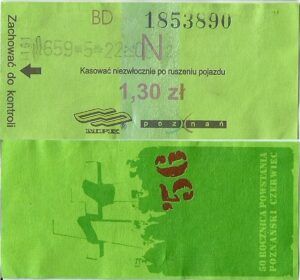 BD 1853890
N
Kasować niezwłocznie po ruszeniu pojazdu
1,30 zł
MPK poznań
Zachować do kontroli
56
50 ROCZNICA POWSTANIA
POZNAŃSKI CZERWIEC